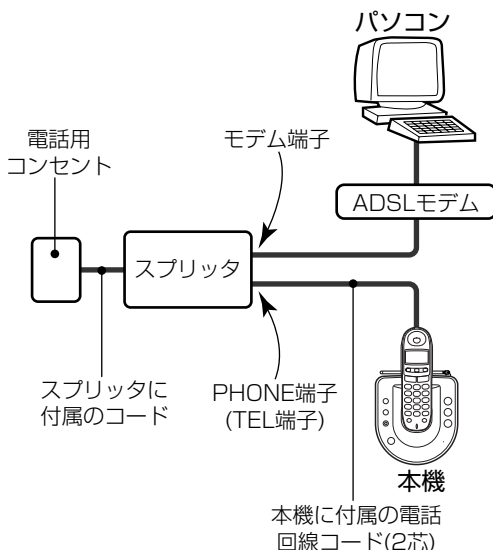 パソコン
電話用
コンセント
モデム端子
ADSLモデム
スプリッタ
スプリッタに
付属のコード
PHONE端子
(TEL端子)
本機
本機に付属の電話
回線コード(2芯)